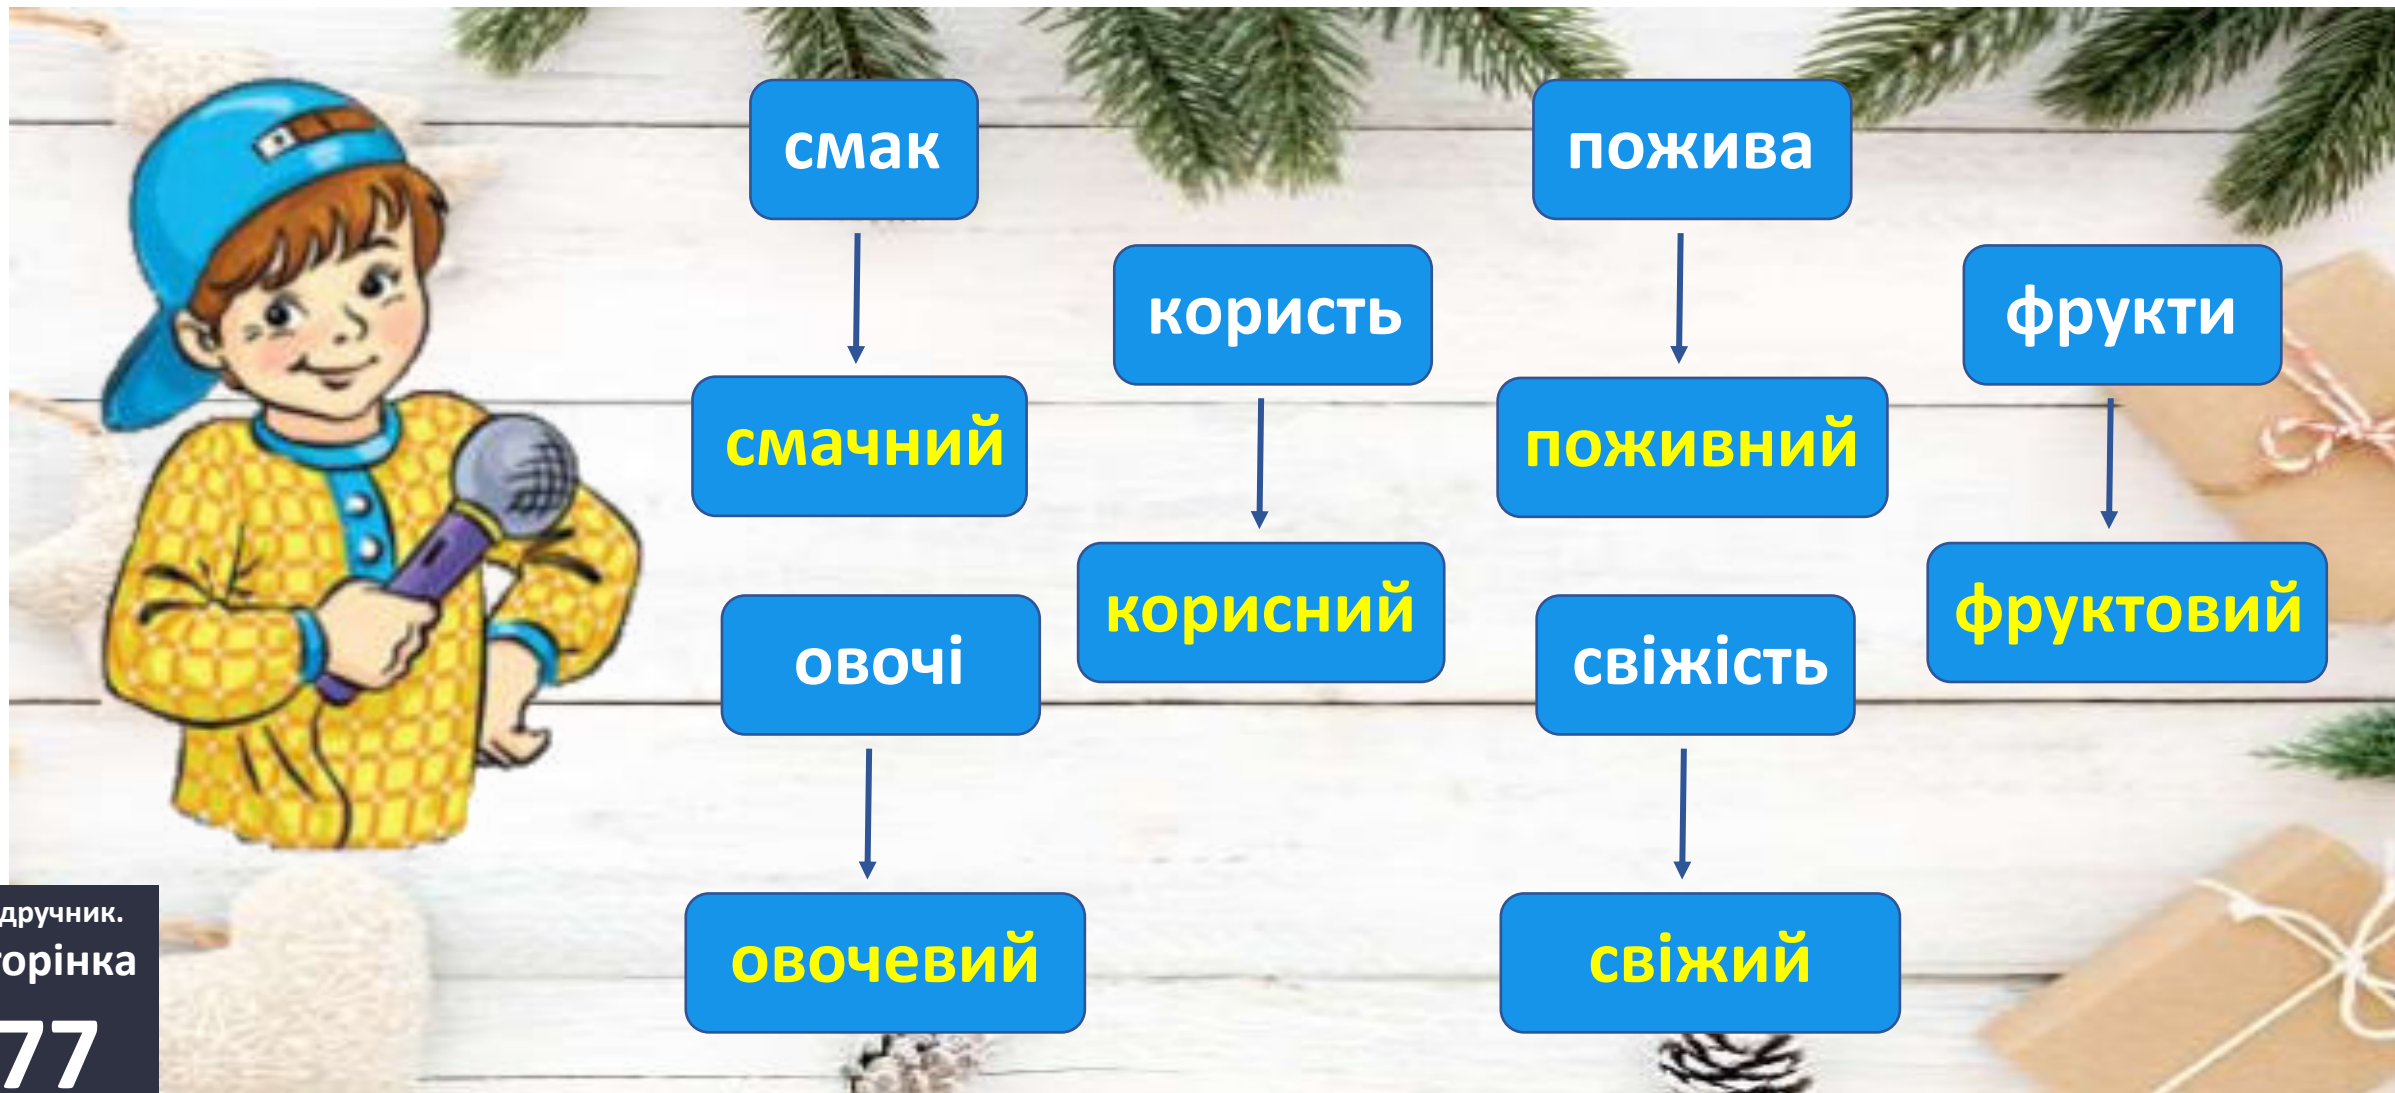 смак
пожива
користь
фрукти
смачний
поживний
корисний
фруктовий
овочі
свіжість
овочевий
свіжий
дручник.
орінка
77